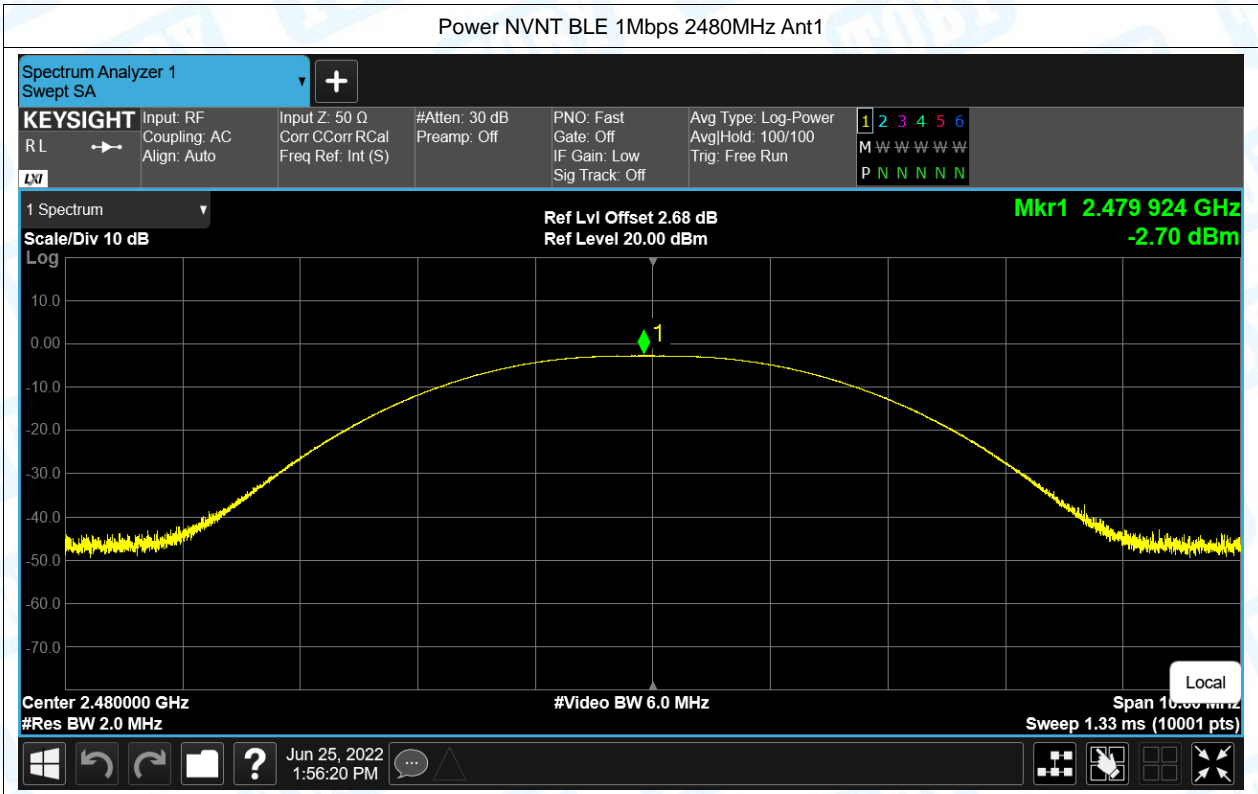 Power NVNT BLE 1Mbps 2480MHz Ant1
Spectrum Analyzer 1
Swept SA
KEYSIGHT
RL
LXI
Input: RF
Coupling: AC
Align: Auto
Input Z: 50 Ω
Corr CCorr RCal
Freq Ref: Int (S)
#Atten: 30 dB
Preamp: Off
PNO: Fast
Gate: Off
IF Gain: Low
Sig Track: Off
Avg Type: Log-Power
Avg|Hold: 100/100
Trig: Free Run
1 2 3 4 5 6
M W W W W W
P N N N N N
1 Spectrum
Scale/Div 10 dB
Ref Lvl Offset 2.68 dB
Ref Level 20.00 dBm
Mkr1 2.479 924 GHz
-2.70 dBm
Log
10.0
0.00
-10.0
-20.0
-30.0
-40.0
-50.0
-60.0
-70.0
1
Center 2.480000 GHz
#Res BW 2.0 MHz
#Video BW 6.0 MHz
Local
Span 10.00 MHz
Sweep 1.33 ms (10001 pts)
?
Jun 25, 2022
1:56:20 PM